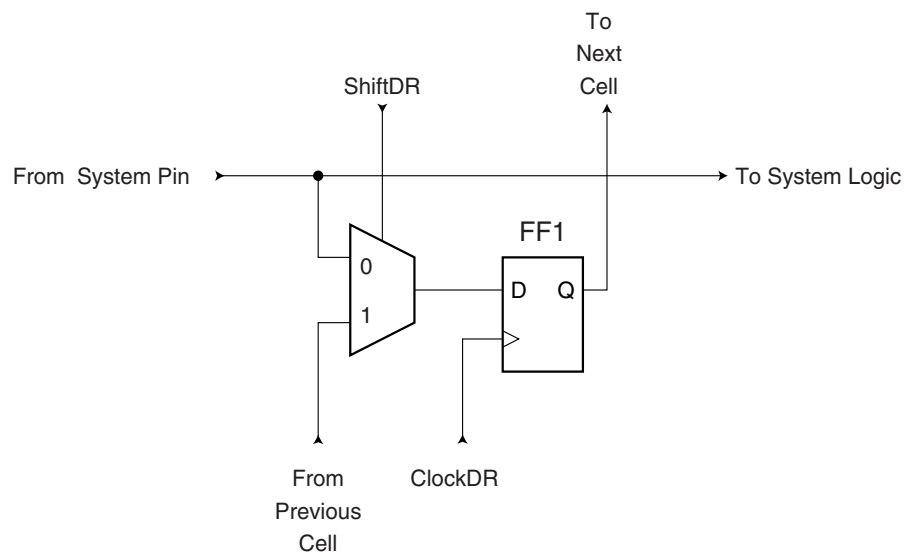 To
Next
Cell
ShiftDR
From System Pin
To System Logic
FF1
0
D Q
1
From
Previous
Cell
ClockDR